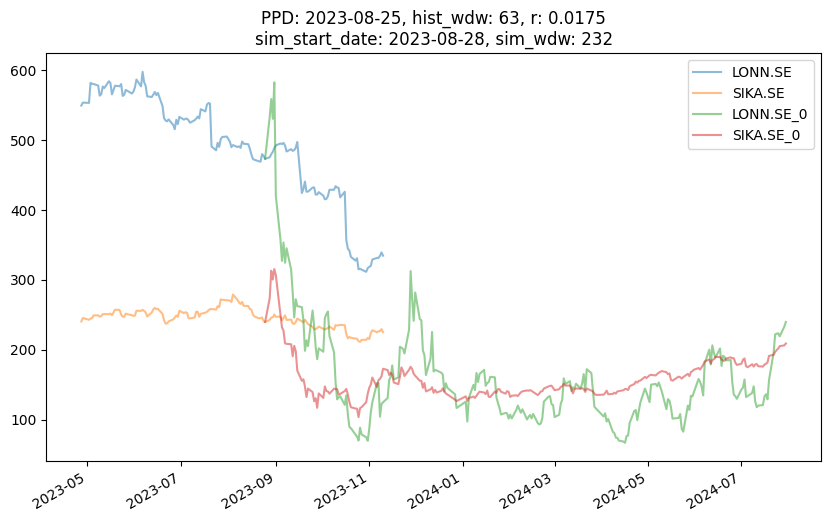 PPD: 2023-08-25, hist_wdw: 63, r: 0.0175
sim_start_date: 2023-08-28, sim_wdw: 232
LONN.SE
SIKA.SE
LONN.SE_0
SIKA.SE_0
600
500
400
300
200
100
2023-05
2023-07
2023-09
2023-11
2024-01
2024-03
2024-05
2024-07